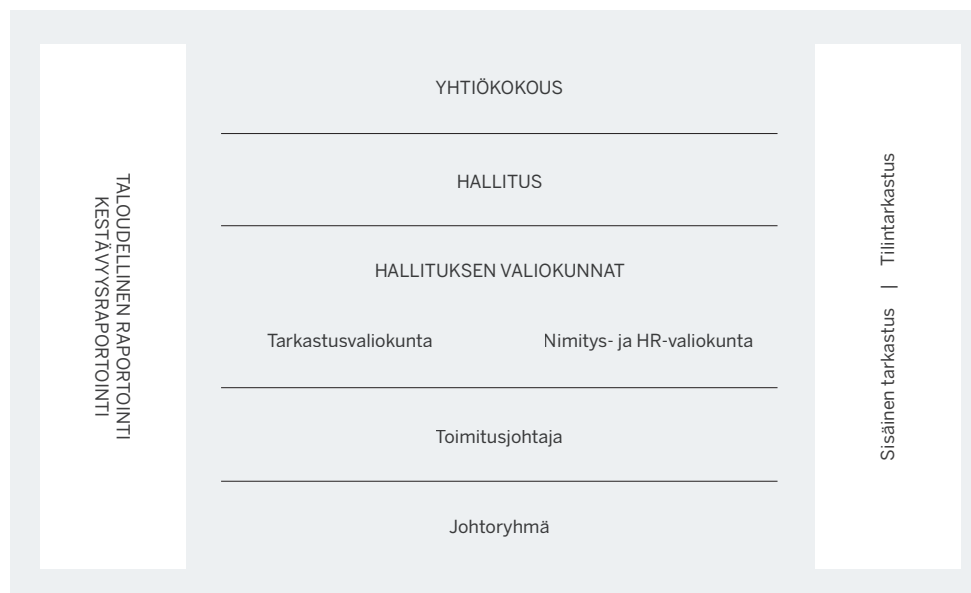 TALOUDELLINEN RAPORTOINTI
KESTÄVYYSRAPORTOINTI
YHTIÖKOKOUS
HALLITUS
HALLITUKSEN VALIOKUNNAT
Tarkastusvaliokunta
Nimitys- ja HR-valiokunta
Toimitusjohtaja
Johtoryhmä
Sisäinen tarkastus | Tilintarkastus